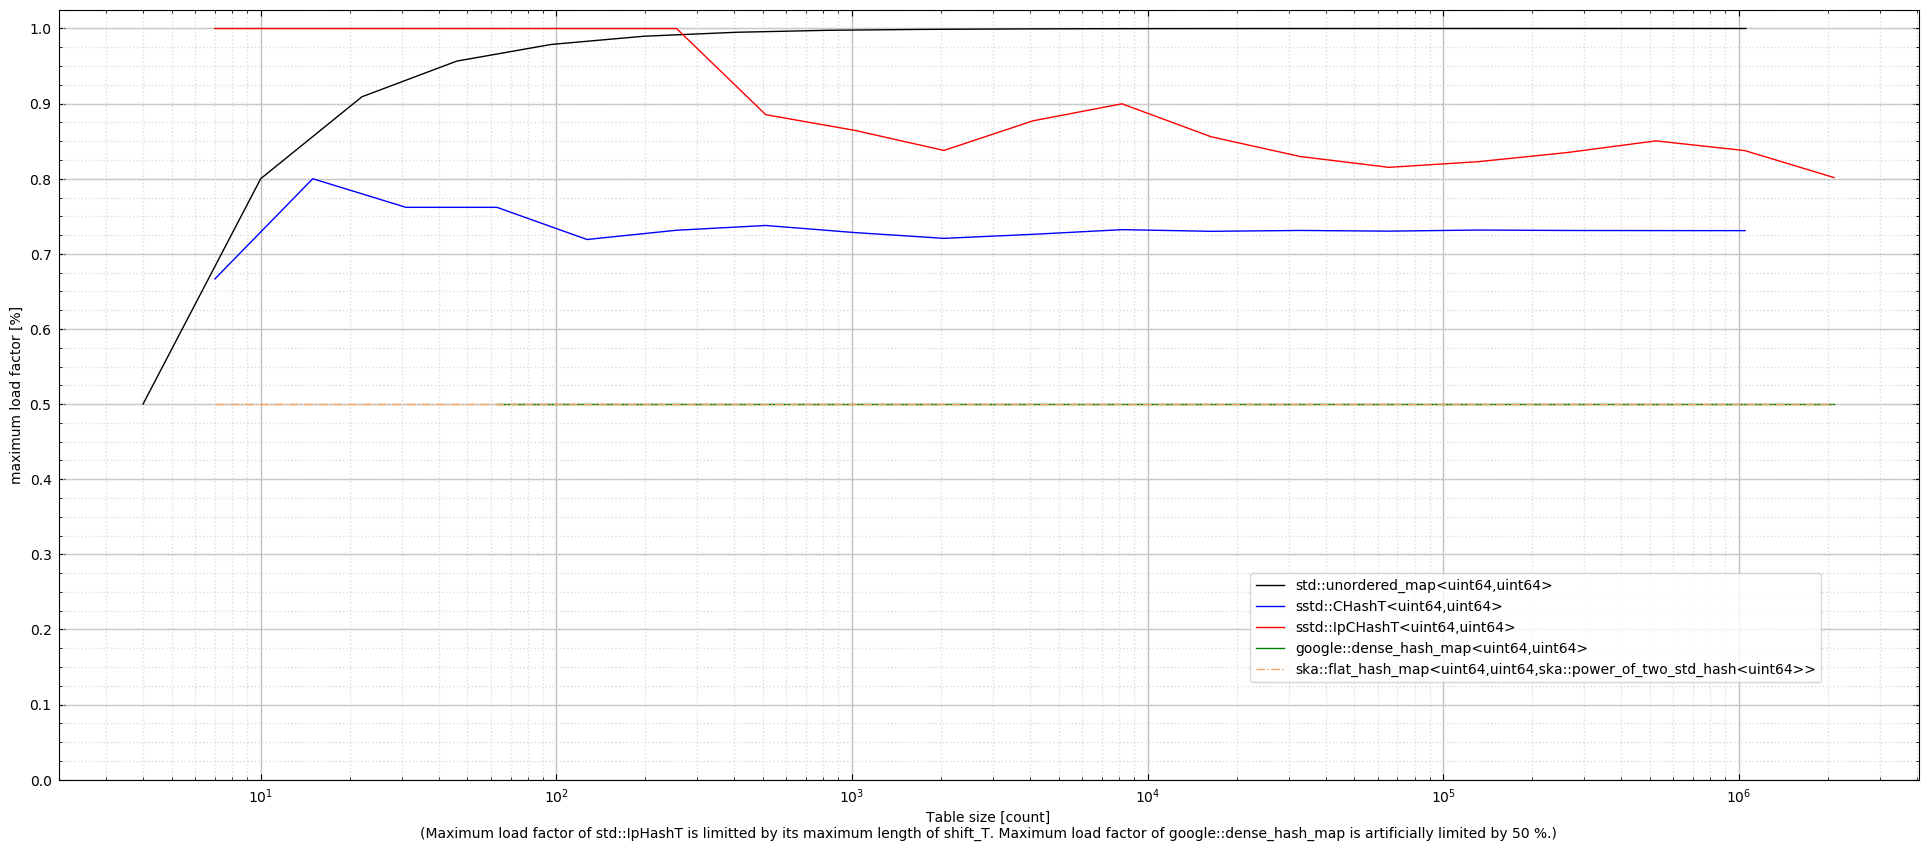 1.0
0.9
0.8
0.7
0.6
0.5
0.4
0.3
0.2
0.1
0.0
maximum load factor [%]
std::unordered_map<uint64,uint64>
sstd::CHashT<uint64,uint64>
sstd::IpCHashT<uint64,uint64>
google::dense_hash_map<uint64,uint64>
ska::flat_hash_map<uint64,uint64,ska::power_of_two_std_hash<uint64>>
10¹ 10² 10³ 10⁴ 10⁵ 10⁶
Table size [count]
(Maximum load factor of std::IpHashT is limitted by its maximum length of shift_T. Maximum load factor of google::dense_hash_map is artificially limited by 50 %.)